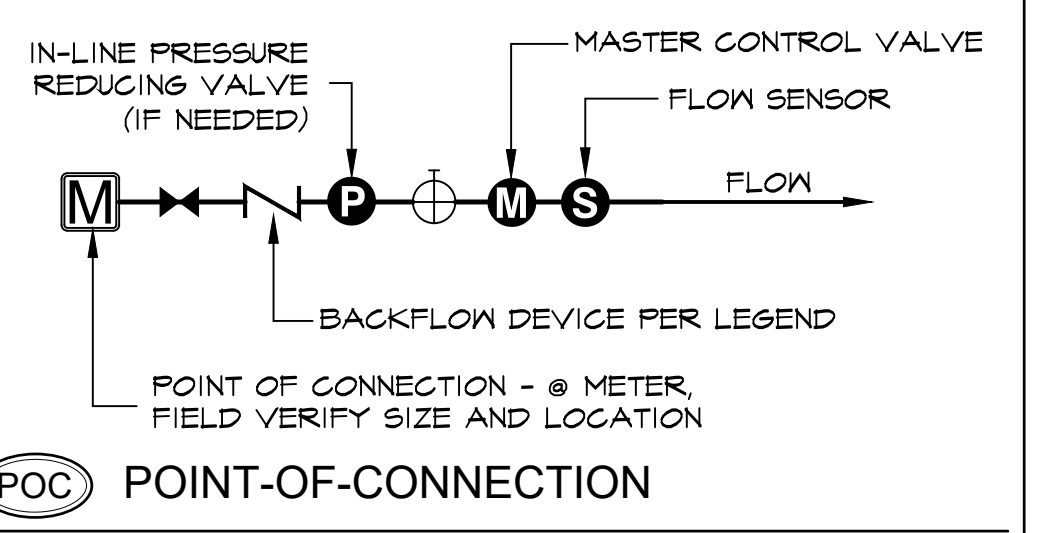 IN-LINE PRESSURE
REDUCING VALVE
(IF NEEDED)
MASTER CONTROL VALVE
FLOW SENSOR
M
P
M
S
FLOW
BACKFLOW DEVICE PER LEGEND
POINT OF CONNECTION - @ METER,
FIELD VERIFY SIZE AND LOCATION
POC POINT-OF-CONNECTION